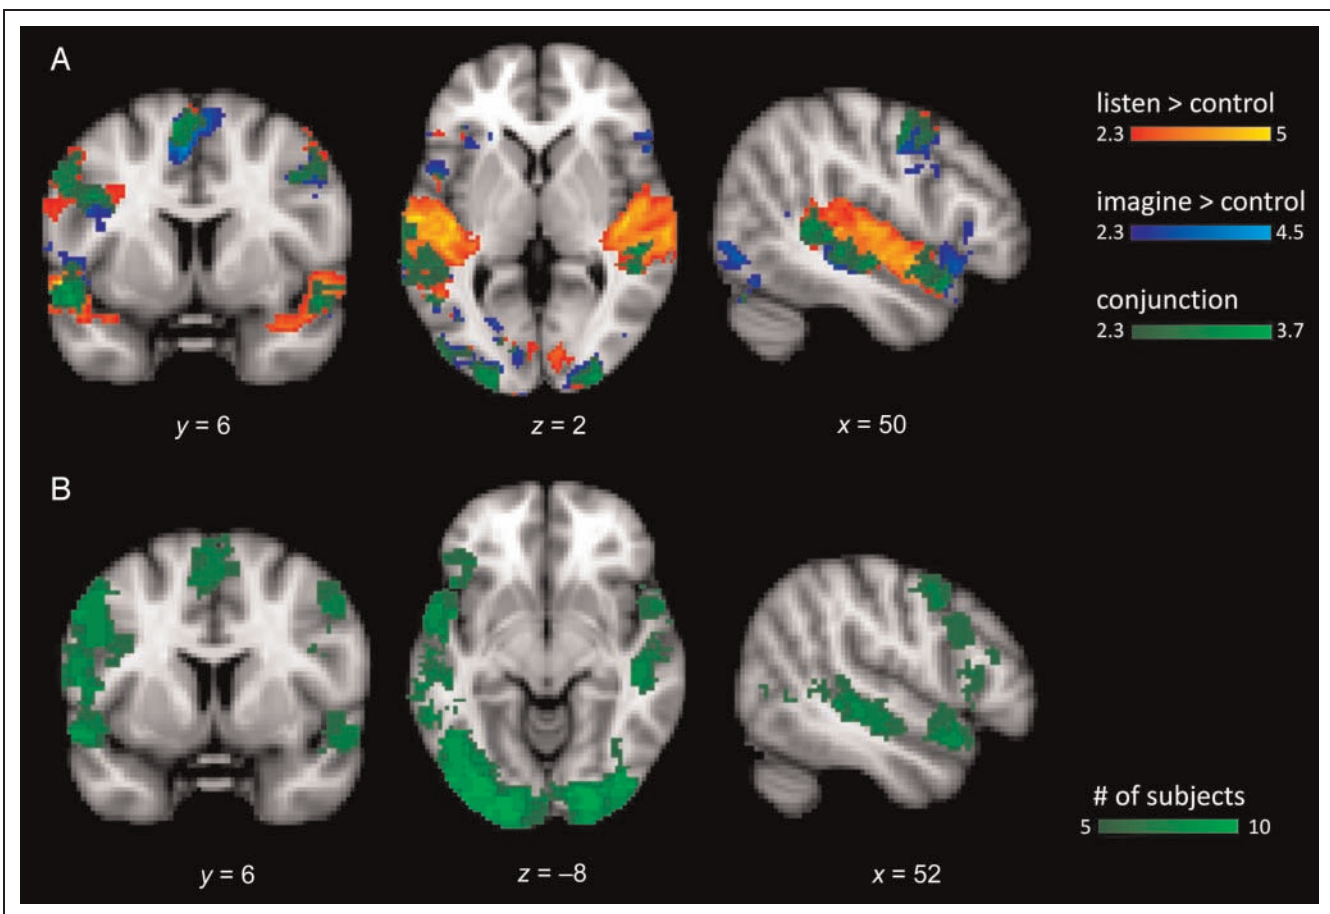 A
listen > control
2.3 5
imagine > control
2.3 4.5
conjunction
2.3 3.7
y = 6 z = 2 x = 50
B
# of subjects
5 10
y = 6 z = –8 x = 52